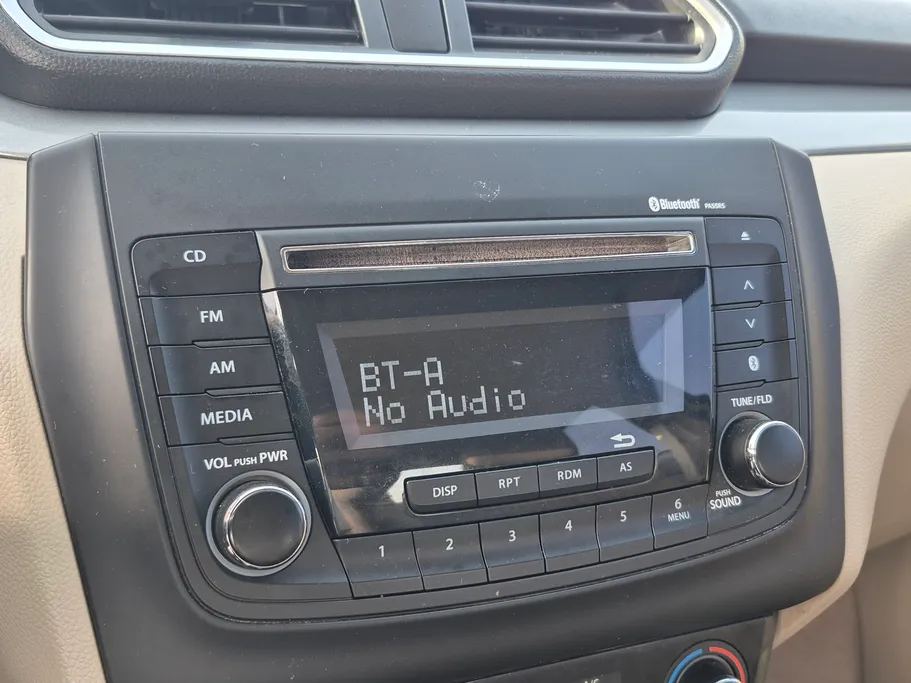 Bluetooth
CD
FM
AM
MEDIA
VOL PUSH PWR
BT-A
No Audio
TUNE/FLD
PUSH
SOUND
DISP
RPT
RDM
AS
1
2
3
4
5
6
MENU